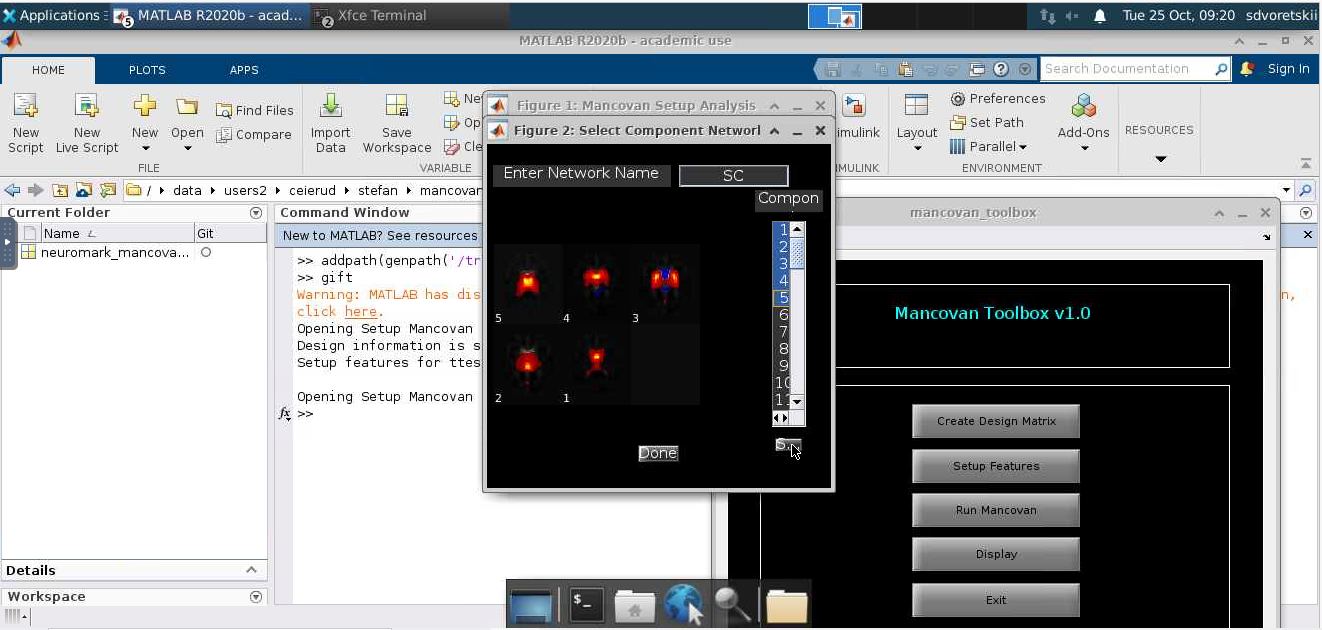 Applications
5
MATLAB R2020b - acad...
2
Xfce Terminal
Tue 25 Oct, 09:20
sdvoretskii
MATLAB R2020b - academic use
HOME
PLOTS
APPS
Search Documentation
Sign In
New Script
New Live Script
New
Open
Find Files
Compare
FILE
Import Data
Save Workspace
VARIABLE
Layout
Preferences
Set Path
Parallel
ENVIRONMENT
Add-Ons
RESOURCES
/ ▸ data ▸ users2 ▸ ceierud ▸ stefan ▸ mancovan
Current Folder
Name
Git
neuromark_mancova...
Details
Workspace
Command Window
New to MATLAB? See resources
>> addpath(genpath('/tr
>> gift
Warning: MATLAB has dis
click here.
Opening Setup Mancovan
Design information is s
Setup features for ttes
Opening Setup Mancovan
fx >>
Figure 1: Mancovan Setup Analysis
Figure 2: Select Component Networl
Enter Network Name
SC
Compon
1
2
3
4
5
6
7
8
9
10
11
5
4
3
2
1
S...
Done
mancovan_toolbox
Mancovan Toolbox v1.0
Create Design Matrix
Setup Features
Run Mancovan
Display
Exit